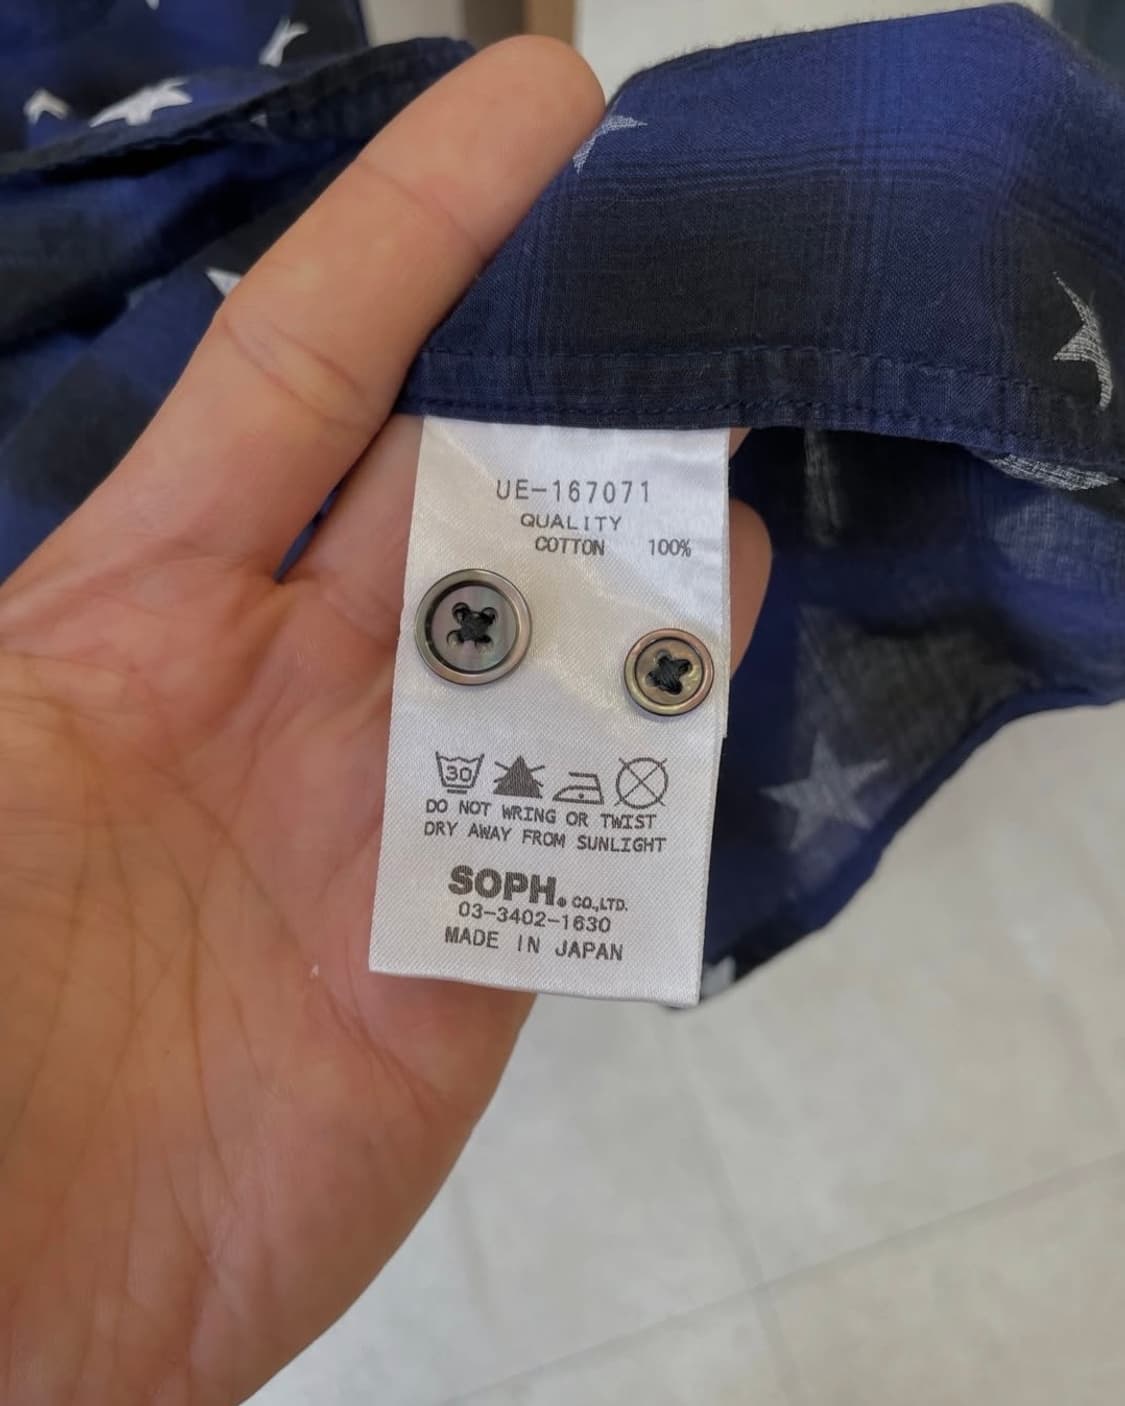 UE-167071
QUALITY
COTTON 100%
30
DO NOT WRING OR TWIST
DRY AWAY FROM SUNLIGHT
SOPH. CO.,LTD.
03-3402-1630
MADE IN JAPAN